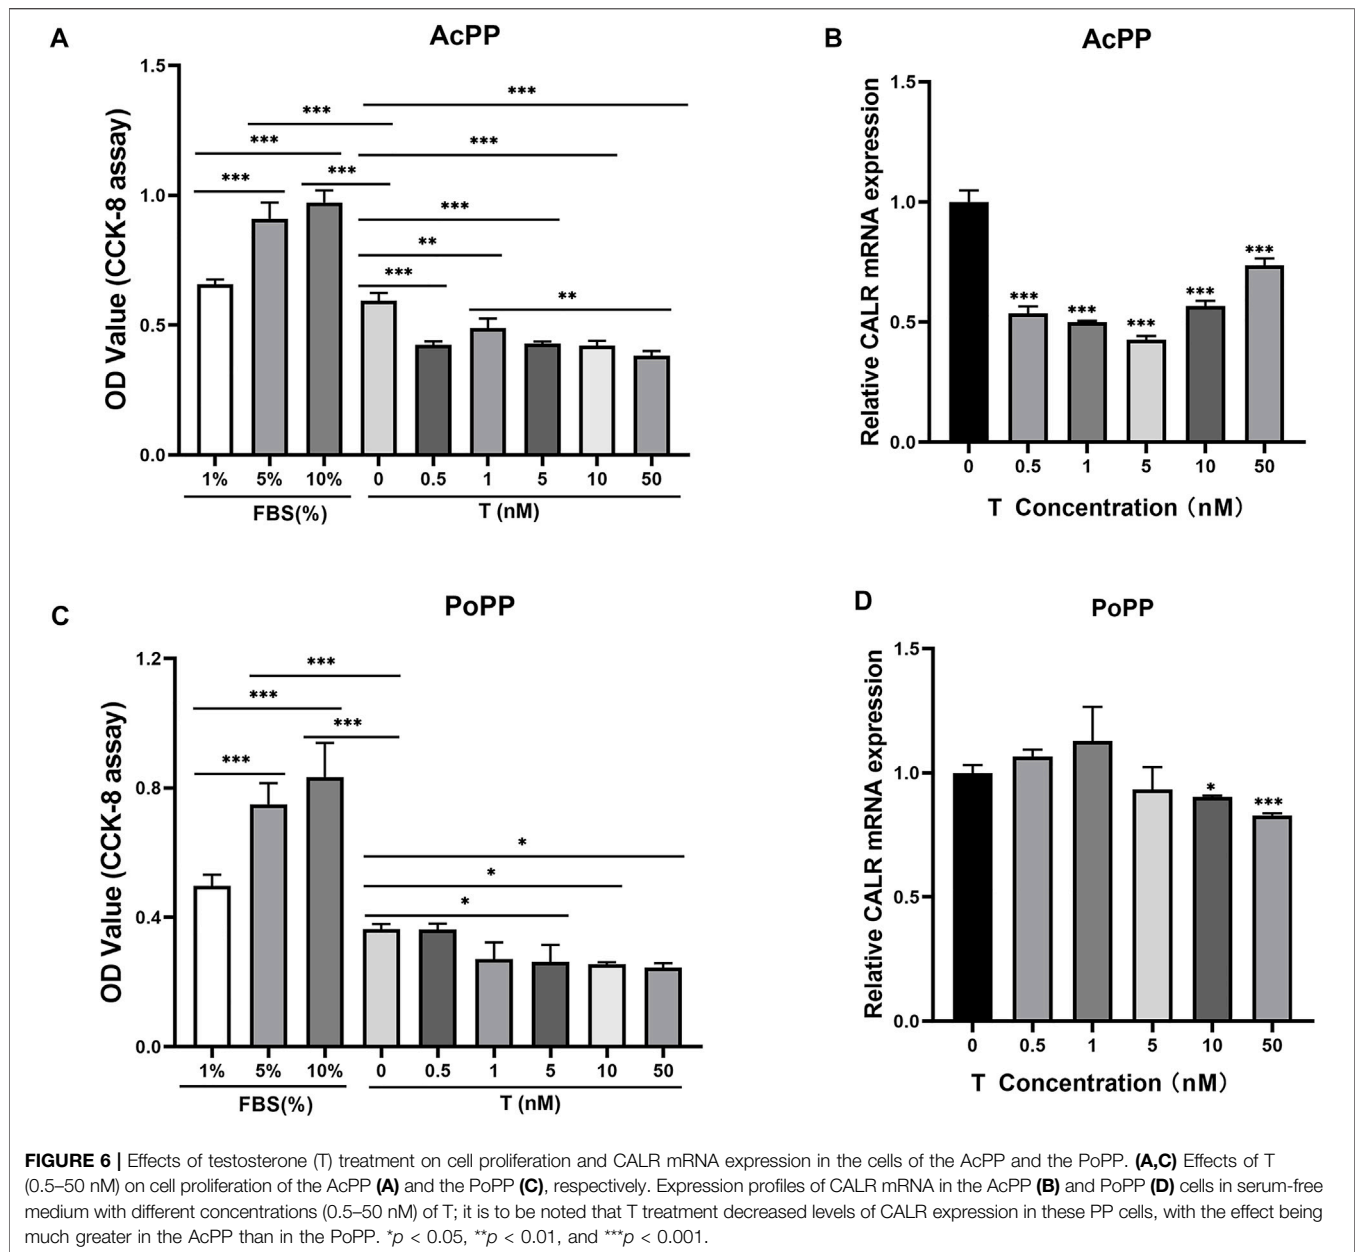 A
AcPP
OD Value (CCK-8 assay)
1.5
1.0
0.5
0.0
***
***
***
***
***
***
***
***
**
***
**
1% 5% 10% 0 0.5 1 5 10 50
FBS(%) T (nM)
B
AcPP
Relative CALR mRNA expression
1.5
1.0
0.5
0.0
***
***
***
***
***
0 0.5 1 5 10 50
T Concentration (nM)
C
PoPP
OD Value (CCK-8 assay)
1.2
0.8
0.4
0.0
***
***
***
***
*
*
*
1% 5% 10% 0 0.5 1 5 10 50
FBS(%) T (nM)
D
PoPP
Relative CALR mRNA expression
1.5
1.0
0.5
0.0
*
***
0 0.5 1 5 10 50
T Concentration (nM)
FIGURE 6 | Effects of testosterone (T) treatment on cell proliferation and CALR mRNA expression in the cells of the AcPP and the PoPP. (A,C) Effects of T
(0.5–50 nM) on cell proliferation of the AcPP (A) and the PoPP (C), respectively. Expression profiles of CALR mRNA in the AcPP (B) and PoPP (D) cells in serum-free
medium with different concentrations (0.5–50 nM) of T; it is to be noted that T treatment decreased levels of CALR expression in these PP cells, with the effect being
much greater in the AcPP than in the PoPP. *p < 0.05, **p < 0.01, and ***p < 0.001.